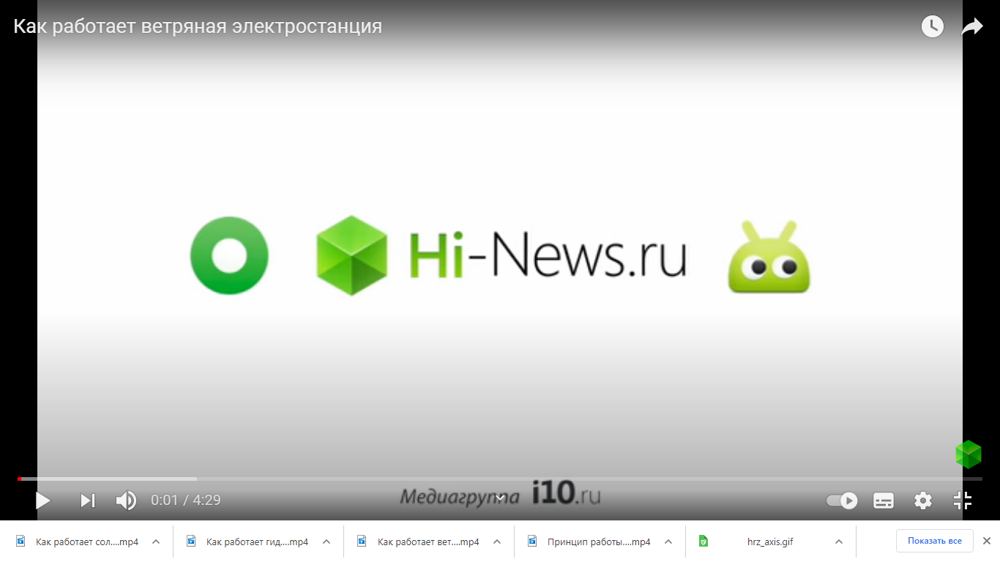 Как работает ветряная электростанция
Hi-News.ru
Медиагруппа i10.ru
0:01 / 4:29
Как работает сол....mp4
Как работает гид....mp4
Как работает вет....mp4
Принцип работы....mp4
hrz_axis.gif
Показать все